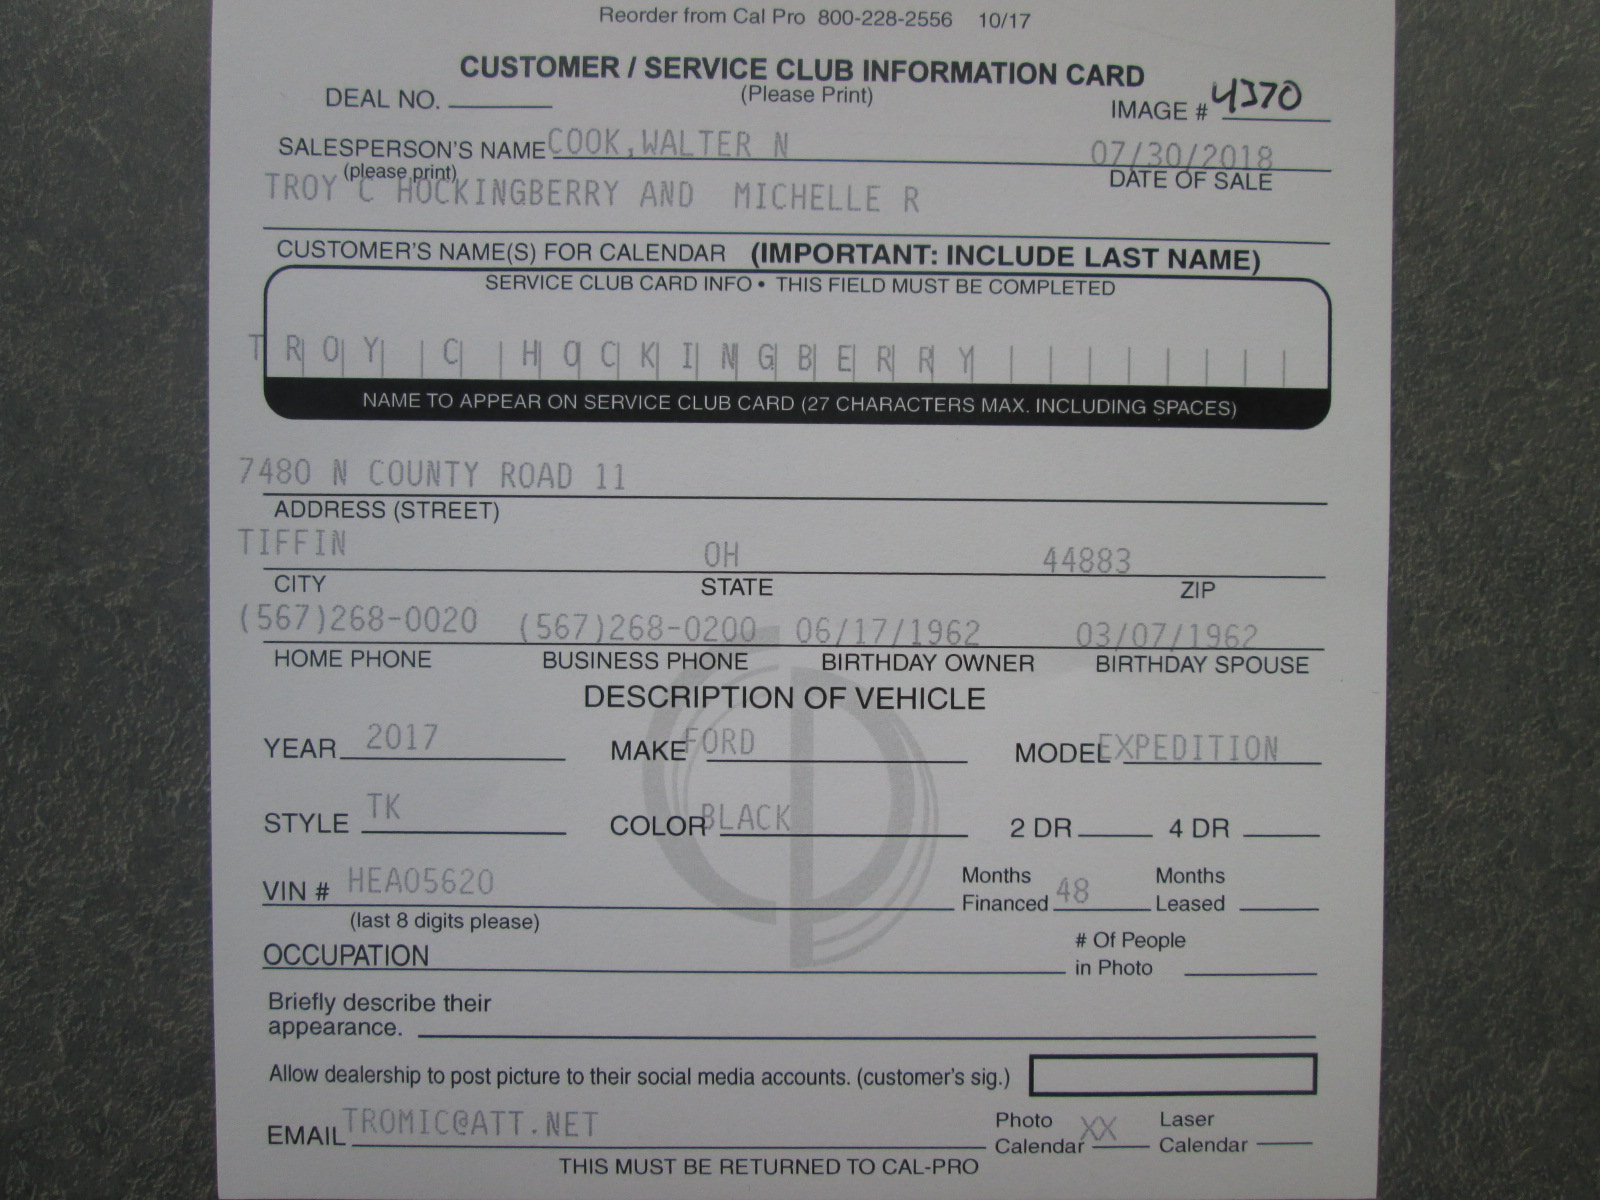 Reorder from Cal Pro 800-228-2556 10/17
CUSTOMER / SERVICE CLUB INFORMATION CARD
(Please Print)
DEAL NO.
IMAGE # 4370
SALESPERSON'S NAME COOK,WALTER N 07/30/2018
(please print)
DATE OF SALE
TROY C HOCKINGBERRY AND MICHELLE R
CUSTOMER'S NAME(S) FOR CALENDAR (IMPORTANT: INCLUDE LAST NAME)
SERVICE CLUB CARD INFO • THIS FIELD MUST BE COMPLETED
TROY C HOCKINGBERRY
NAME TO APPEAR ON SERVICE CLUB CARD (27 CHARACTERS MAX. INCLUDING SPACES)
7480 N COUNTY ROAD 11
ADDRESS (STREET)
TIFFIN OH 44883
CITY STATE ZIP
(567)268-0020 (567)268-0200 06/17/1962 03/07/1962
HOME PHONE BUSINESS PHONE BIRTHDAY OWNER BIRTHDAY SPOUSE
DESCRIPTION OF VEHICLE
YEAR 2017 MAKE FORD MODEL EXPEDITION
STYLE TK COLOR BLACK 2 DR 4 DR
VIN # HEA05620 Months Financed 48 Months Leased
(last 8 digits please)
OCCUPATION # Of People in Photo
Briefly describe their
appearance.
Allow dealership to post picture to their social media accounts. (customer's sig.)
EMAIL TROMIC@ATT.NET Photo Calendar XX Laser Calendar
THIS MUST BE RETURNED TO CAL-PRO